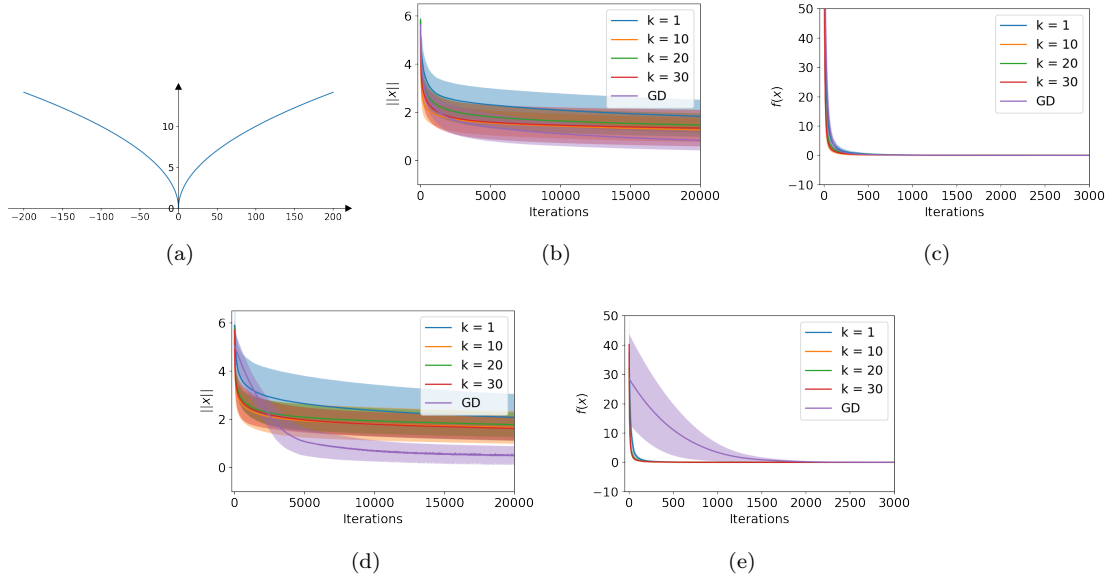 10
5
0
−200
−150
−100
−50
0
50
100
150
200
(a)
6
4
2
0
||x||
0
5000
10000
15000
20000
Iterations
k = 1
k = 10
k = 20
k = 30
GD
(b)
50
40
30
20
10
0
−10
f(x)
0
500
1000
1500
2000
2500
3000
Iterations
k = 1
k = 10
k = 20
k = 30
GD
(c)
6
4
2
0
||x||
0
5000
10000
15000
20000
Iterations
k = 1
k = 10
k = 20
k = 30
GD
(d)
50
40
30
20
10
0
−10
f(x)
0
500
1000
1500
2000
2500
3000
Iterations
k = 1
k = 10
k = 20
k = 30
GD
(e)